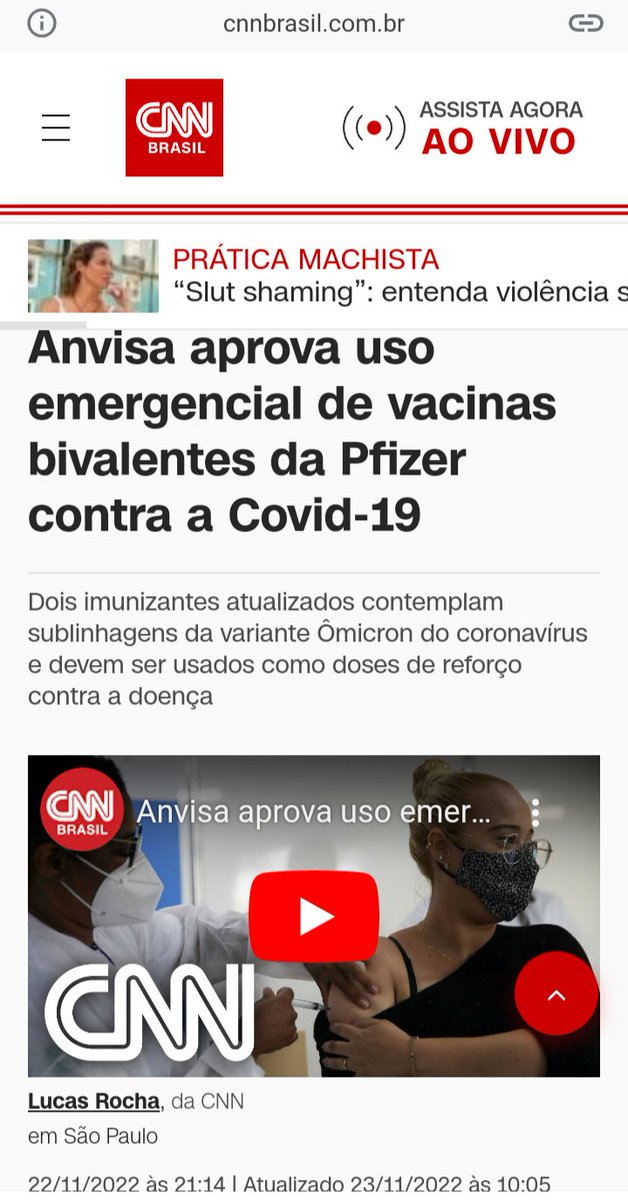 cnnbrasil.com.br
CNN
BRASIL
ASSISTA AGORA
AO VIVO
PRÁTICA MACHISTA
“Slut shaming”: entenda violência s
Anvisa aprova uso
emergencial de vacinas
bivalentes da Pfizer
contra a Covid-19
Dois imunizantes atualizados contemplam
sublinhagens da variante Ômicron do coronavírus
e devem ser usados como doses de reforço
contra a doença
CNN
BRASIL
Anvisa aprova uso emer...
CNN
Lucas Rocha, da CNN
em São Paulo
22/11/2022 às 21:14 | Atualizado 23/11/2022 às 10:05